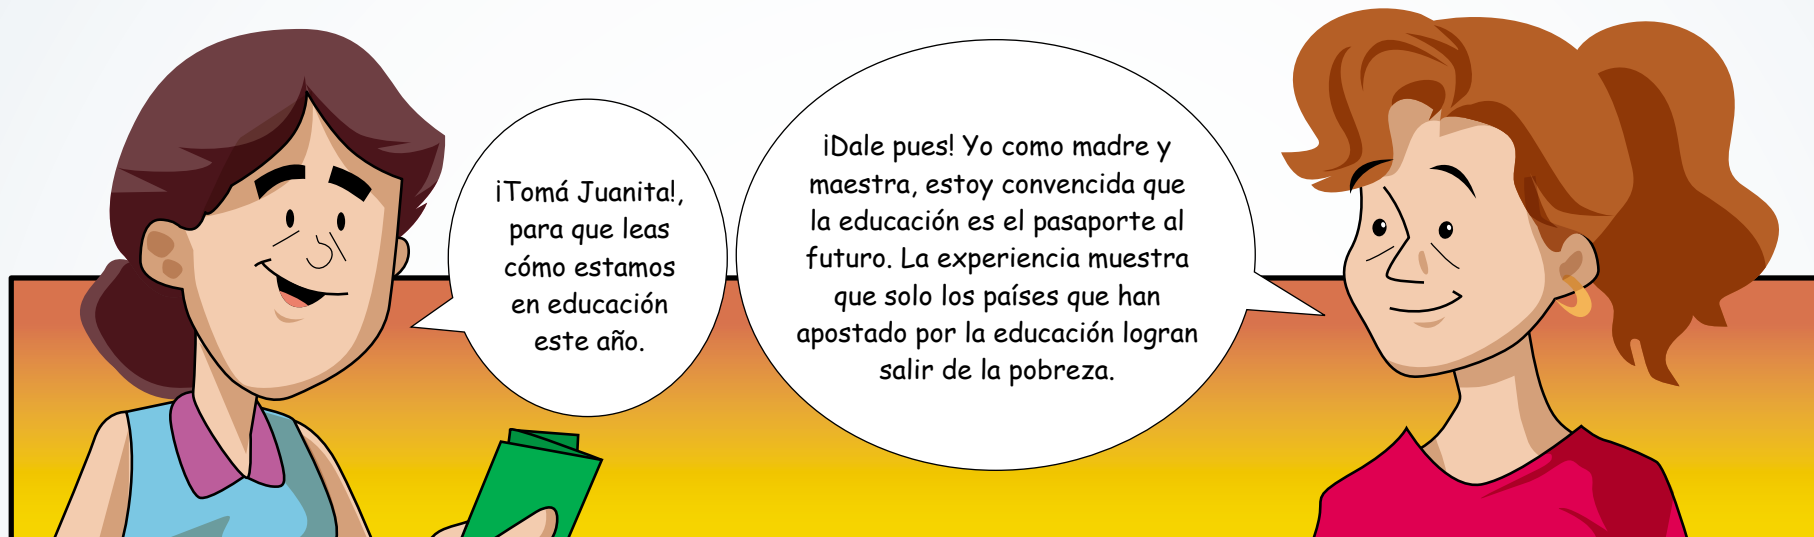 ¡Tomá Juanita!,
para que leas
cómo estamos
en educación
este año.
¡Dale pues! Yo como madre y
maestra, estoy convencida que
la educación es el pasaporte al
futuro. La experiencia muestra
que solo los países que han
apostado por la educación logran
salir de la pobreza.